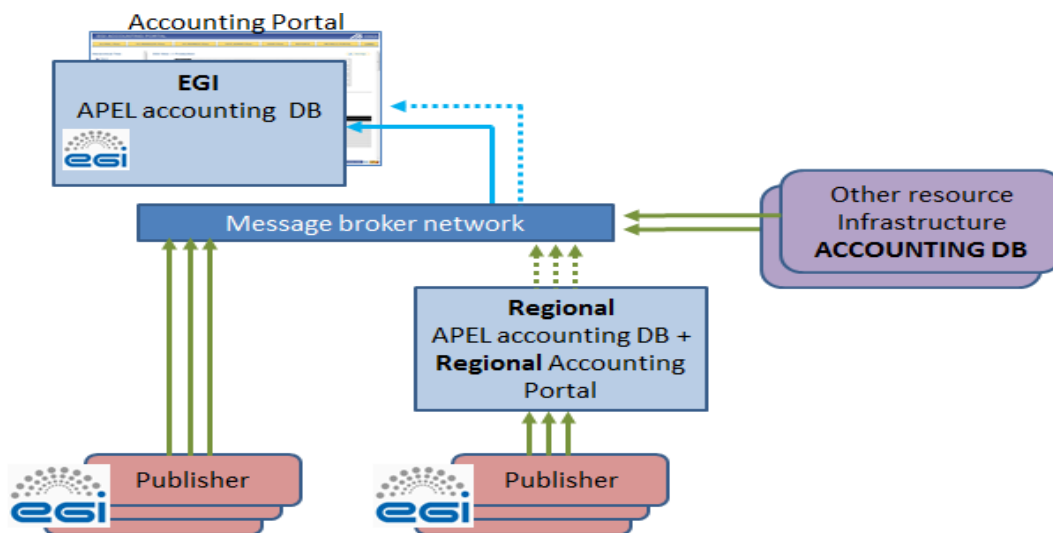 Accounting Portal
EGI
APEL accounting DB
egi
Message broker network
Other resource
Infrastructure
ACCOUNTING DB
Regional
APEL accounting DB +
Regional Accounting
Portal
egi
Publisher
egi
Publisher